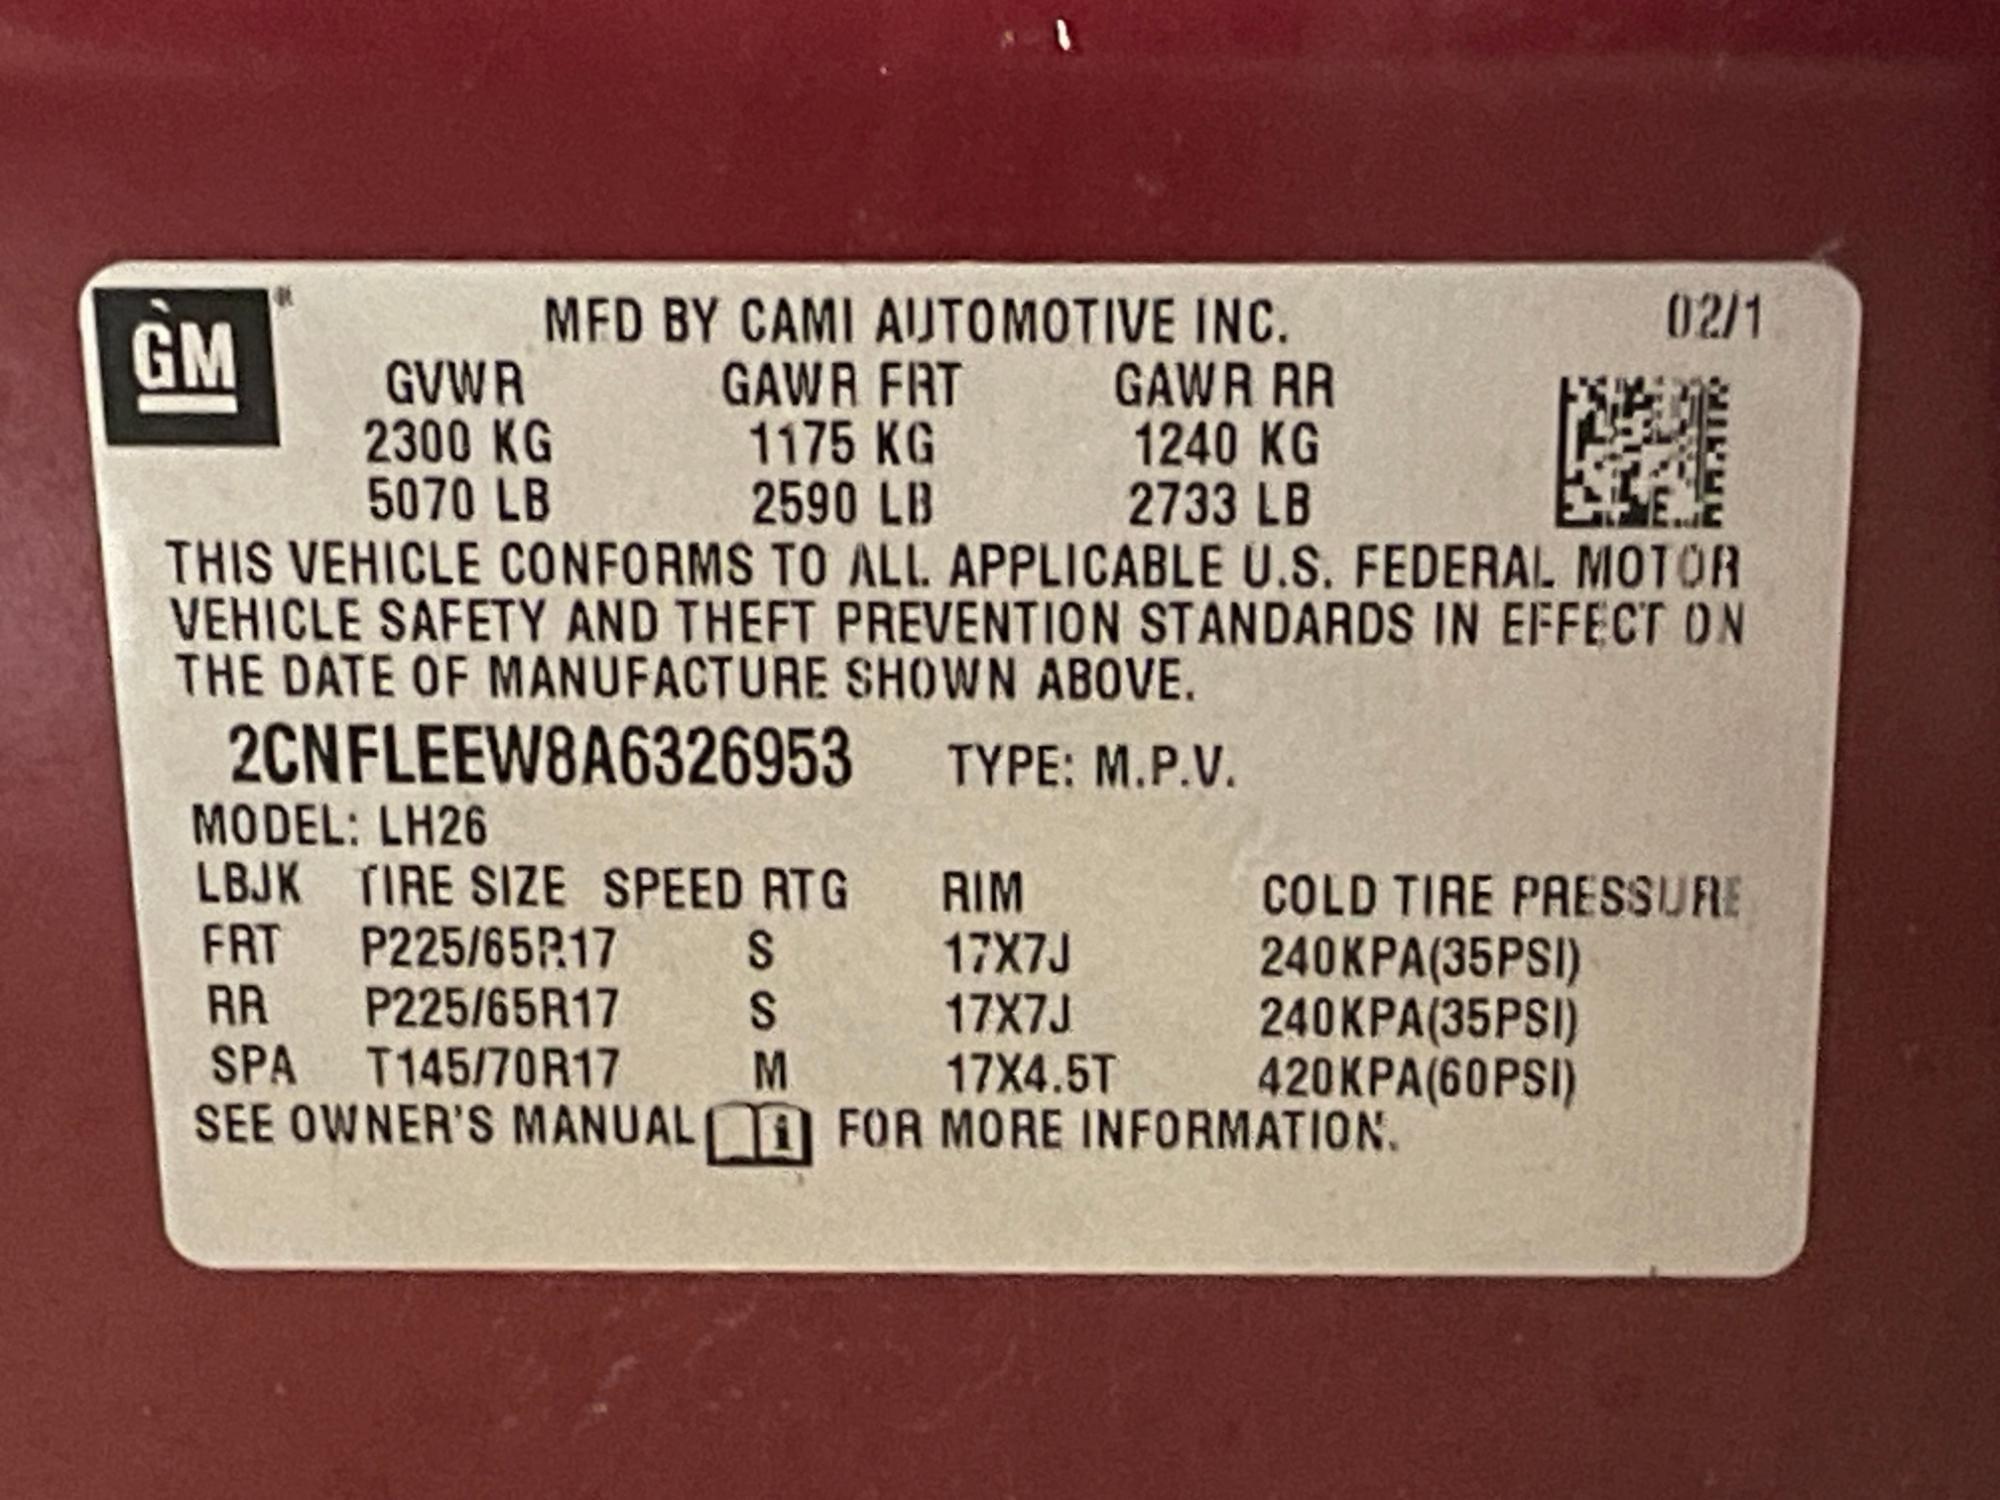 GM ®
MFD BY CAMI AUTOMOTIVE INC. 02/1
GVWR GAWR FRT GAWR RR
2300 KG 1175 KG 1240 KG
5070 LB 2590 LB 2733 LB
THIS VEHICLE CONFORMS TO ALL APPLICABLE U.S. FEDERAL MOTOR
VEHICLE SAFETY AND THEFT PREVENTION STANDARDS IN EFFECT ON
THE DATE OF MANUFACTURE SHOWN ABOVE.
2CNFLEEW8A6326953 TYPE: M.P.V.
MODEL: LH26
LBJK TIRE SIZE SPEED RTG RIM COLD TIRE PRESSURE
FRT P225/65R17 S 17X7J 240KPA(35PSI)
RR P225/65R17 S 17X7J 240KPA(35PSI)
SPA T145/70R17 M 17X4.5T 420KPA(60PSI)
SEE OWNER'S MANUAL i FOR MORE INFORMATION.